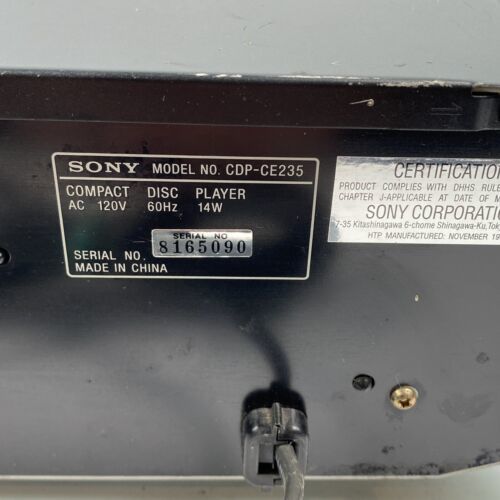 SONY MODEL NO. CDP-CE235
COMPACT DISC PLAYER
AC 120V 60Hz 14W
SERIAL NO
8165090
SERIAL NO.
MADE IN CHINA
CERTIFICATION
PRODUCT COMPLIES WITH DHHS RULE
CHAPTER J-APPLICABLE AT DATE OF M
SONY CORPORATIO
7-35 Kitashinagawa 6-chome Shinagawa-Ku, Tok
HTP MANUFACTURED: NOVEMBER 19